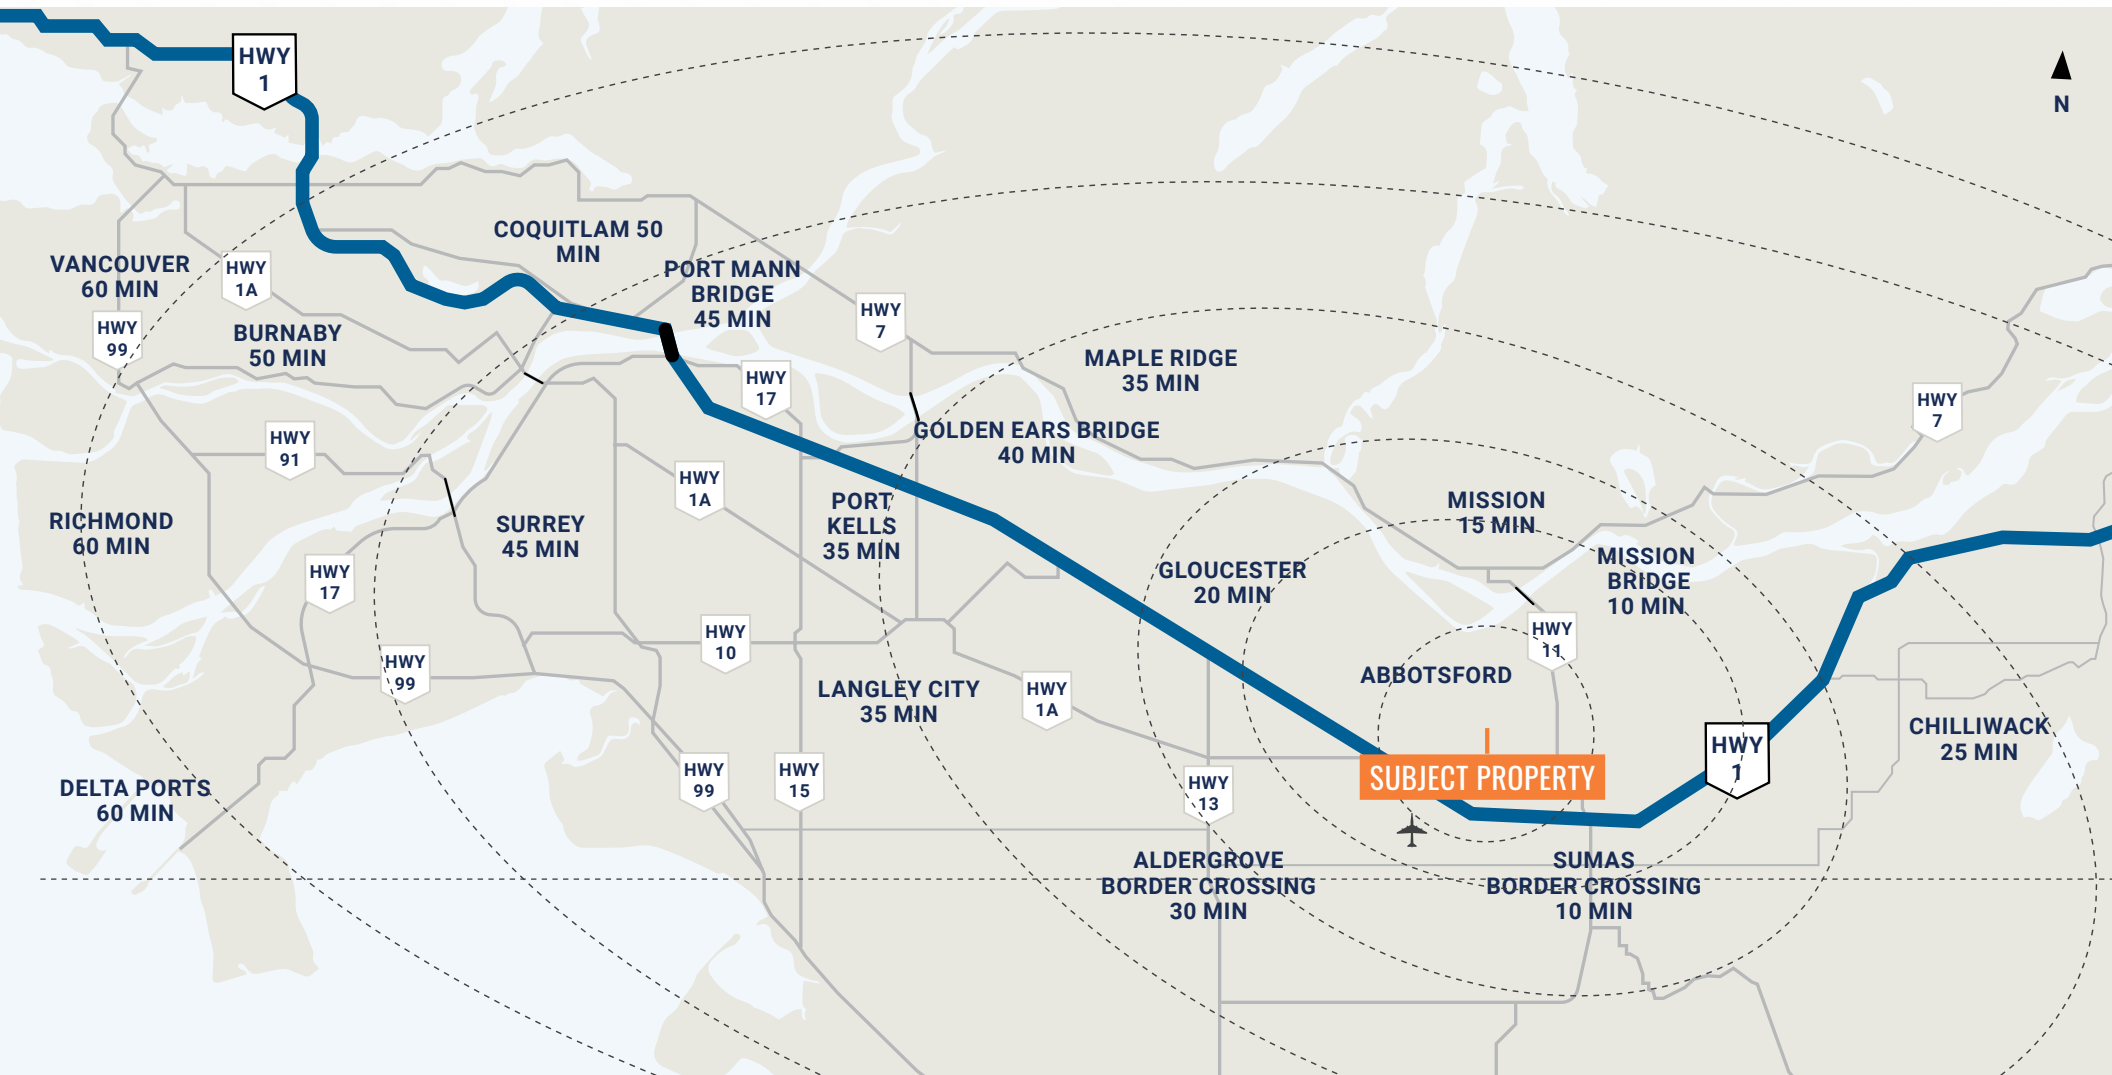 HWY
1
N
COQUITLAM 50
MIN
VANCOUVER
60 MIN
HWY
1A
PORT MANN
BRIDGE
45 MIN
HWY
99
BURNABY
50 MIN
HWY
7
HWY
17
MAPLE RIDGE
35 MIN
HWY
7
GOLDEN EARS BRIDGE
40 MIN
HWY
91
HWY
1A
RICHMOND
60 MIN
SURREY
45 MIN
PORT
KELLS
35 MIN
MISSION
15 MIN
MISSION
BRIDGE
10 MIN
GLOUCESTER
20 MIN
HWY
17
HWY
10
HWY
11
HWY
99
LANGLEY CITY
35 MIN
HWY
1A
ABBOTSFORD
CHILLIWACK
25 MIN
HWY
1
SUBJECT PROPERTY
DELTA PORTS
60 MIN
HWY
99
HWY
15
HWY
13
ALDERGROVE
BORDER CROSSING
30 MIN
SUMAS
BORDER CROSSING
10 MIN